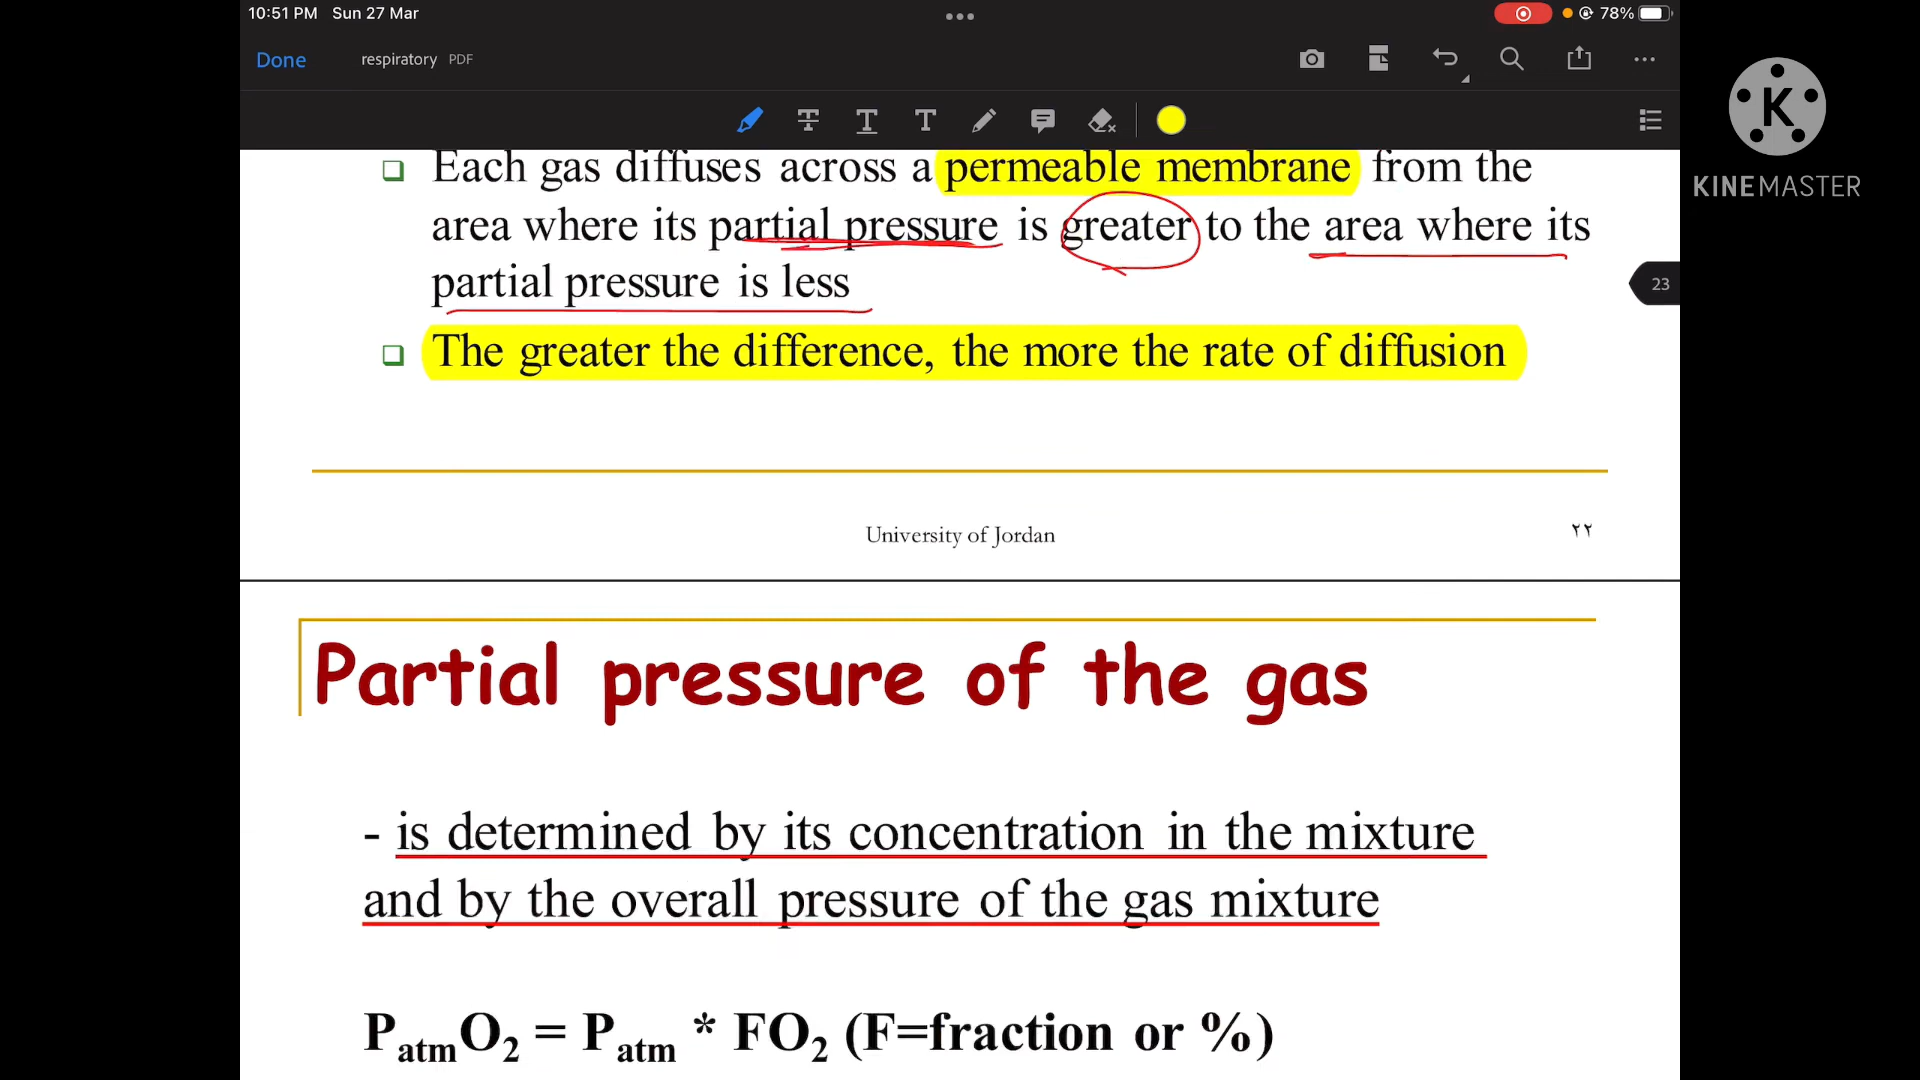 10:51 PM Sun 27 Mar
78%
Done respiratory PDF
K
KINEMASTER
Each gas diffuses across a permeable membrane from the
area where its partial pressure is greater to the area where its
partial pressure is less
23
The greater the difference, the more the rate of diffusion
University of Jordan
٢٢
Partial pressure of the gas
- is determined by its concentration in the mixture
and by the overall pressure of the gas mixture
PatmO2 = Patm * FO2 (F=fraction or %)